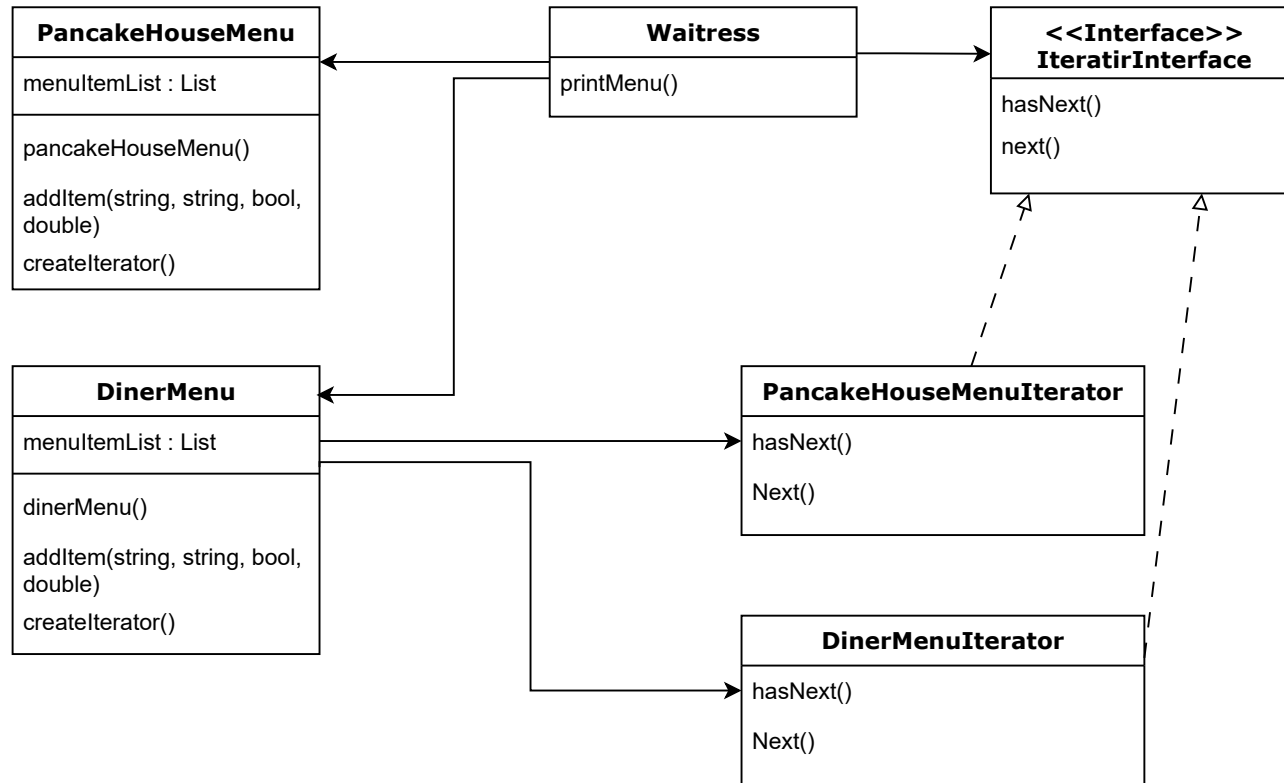 PancakeHouseMenu
menuItemList : List
pancakeHouseMenu()
addItem(string, string, bool,
double)
createIterator()
Waitress
printMenu()
<<Interface>>
IteratirInterface
hasNext()
next()
DinerMenu
menuItemList : List
dinerMenu()
addItem(string, string, bool,
double)
createIterator()
PancakeHouseMenuIterator
hasNext()
Next()
DinerMenuIterator
hasNext()
Next()